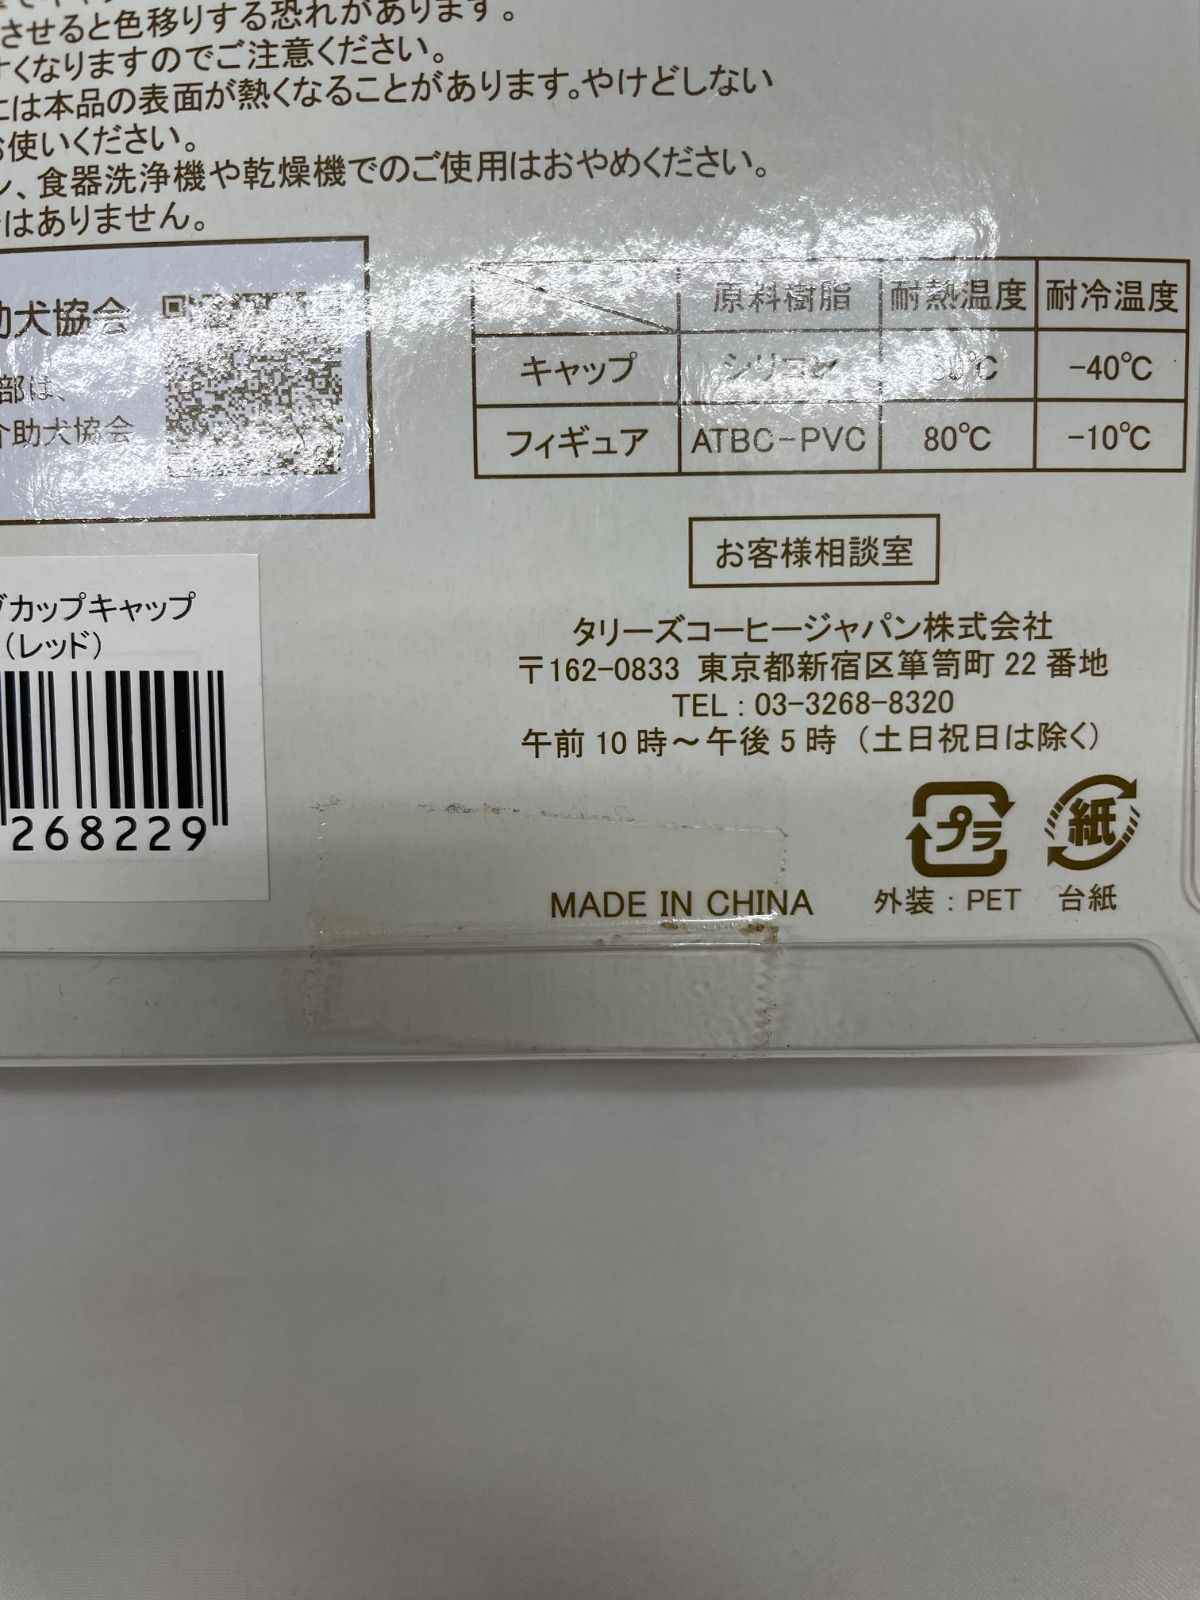 させると色移りする恐れがあります。
すくなりますのでご注意ください。
には本品の表面が熱くなることがあります。やけどしない
お使いください。
ン、食器洗浄機や乾燥機でのご使用はおやめください。
はありません。
助犬協会
部は、
介助犬協会
原料樹脂 耐熱温度 耐冷温度
キャップ シリコン ℃ -40℃
フィギュア ATBC-PVC 80℃ -10℃
お客様相談室
タリーズコーヒージャパン株式会社
〒162-0833 東京都新宿区箪笥町 22 番地
TEL : 03-3268-8320
午前 10 時～午後 5 時（土日祝日は除く）
グカップキャップ
（レッド）
268229
プラ 紙
MADE IN CHINA 外装 : PET 台紙